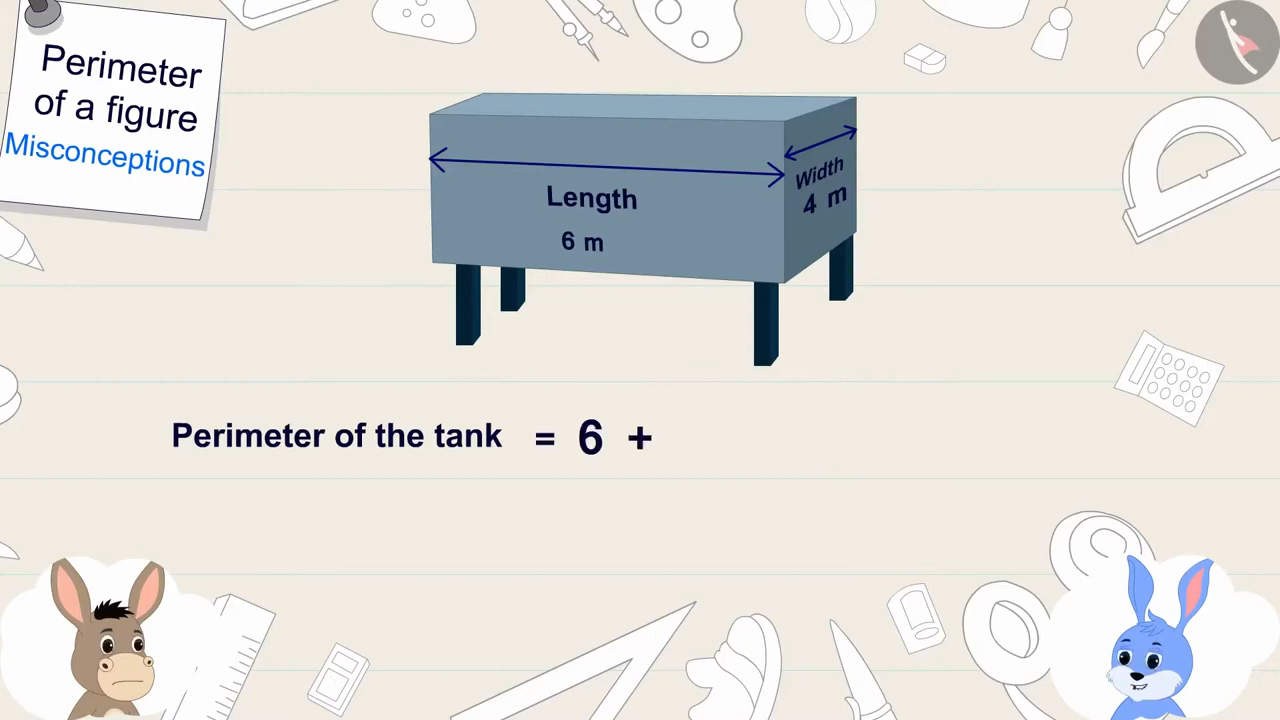 Perimeter
of a figure
Misconceptions
Length
6 m
Width
4 m
Perimeter of the tank = 6 +